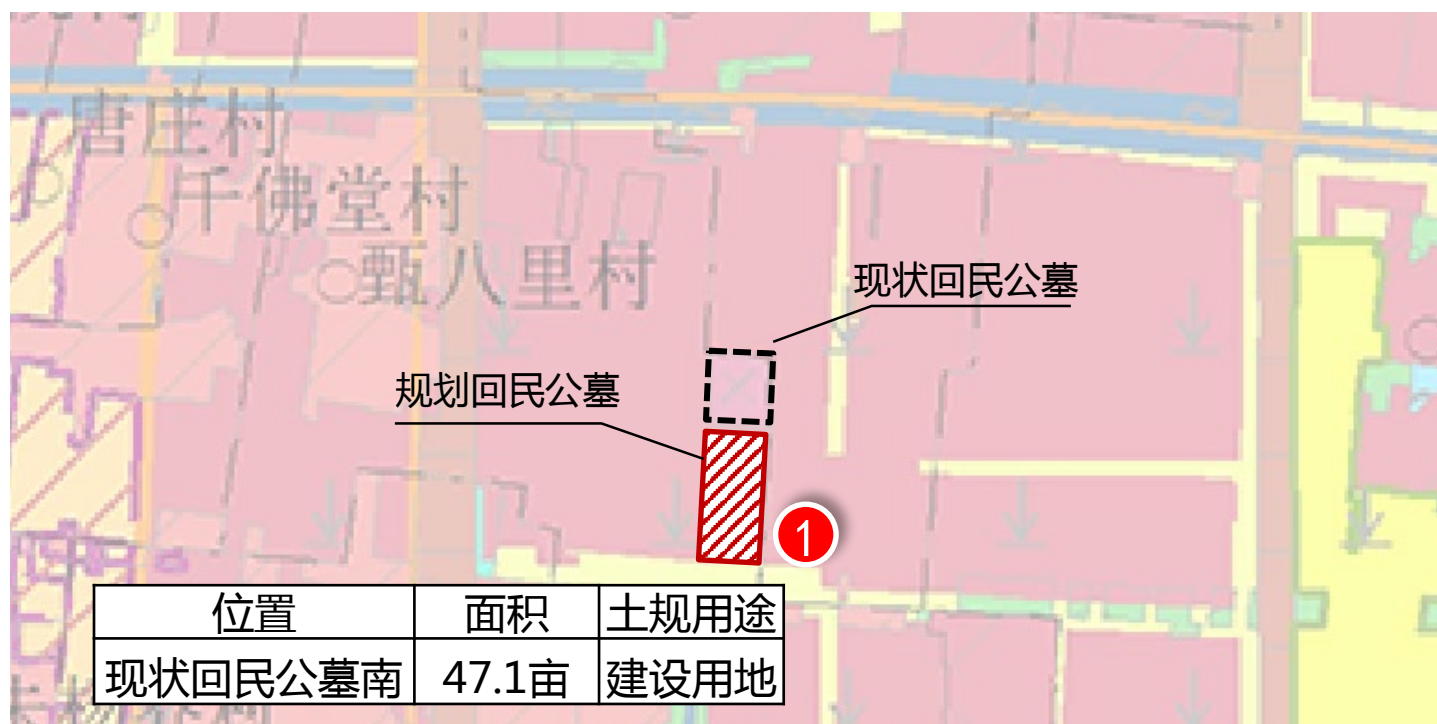 唐庄村
千佛堂村
甄八里村
现状回民公墓
规划回民公墓
1
位置 面积 土规用途
现状回民公墓南 47.1亩 建设用地